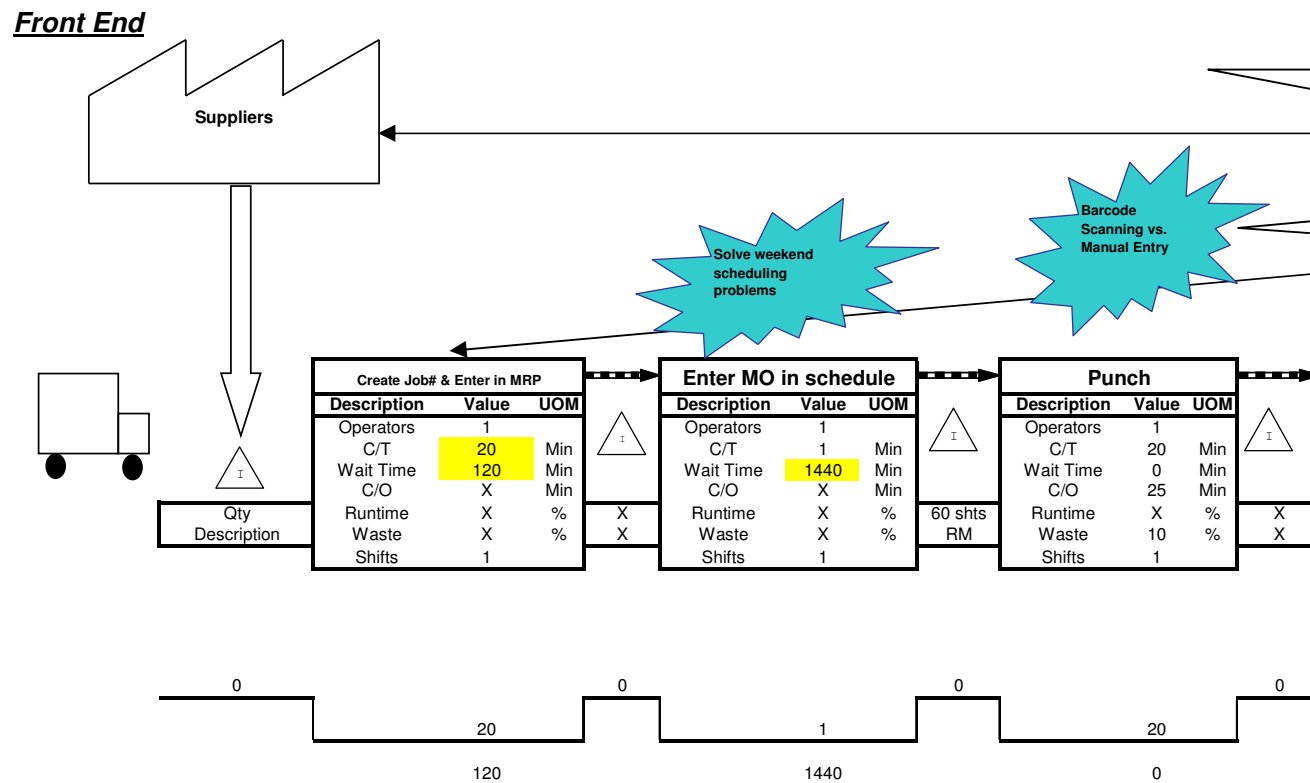 Front End
Suppliers
Barcode
Scanning vs.
Manual Entry
Solve weekend
scheduling
problems
Create Job# & Enter in MRP
Description Value UOM
Operators 1
C/T 20 Min
Wait Time 120 Min
C/O X Min
Runtime X %
Waste X %
Shifts 1
Enter MO in schedule
Description Value UOM
Operators 1
C/T 1 Min
Wait Time 1440 Min
C/O X Min
Runtime X %
Waste X %
Shifts 1
Punch
Description Value UOM
Operators 1
C/T 20 Min
Wait Time 0 Min
C/O 25 Min
Runtime X %
Waste 10 %
Shifts 1
I
I
I
I
Qty
Description
X
X
60 shts
RM
X
X
0 0 0 0
20 1 20
120 1440 0